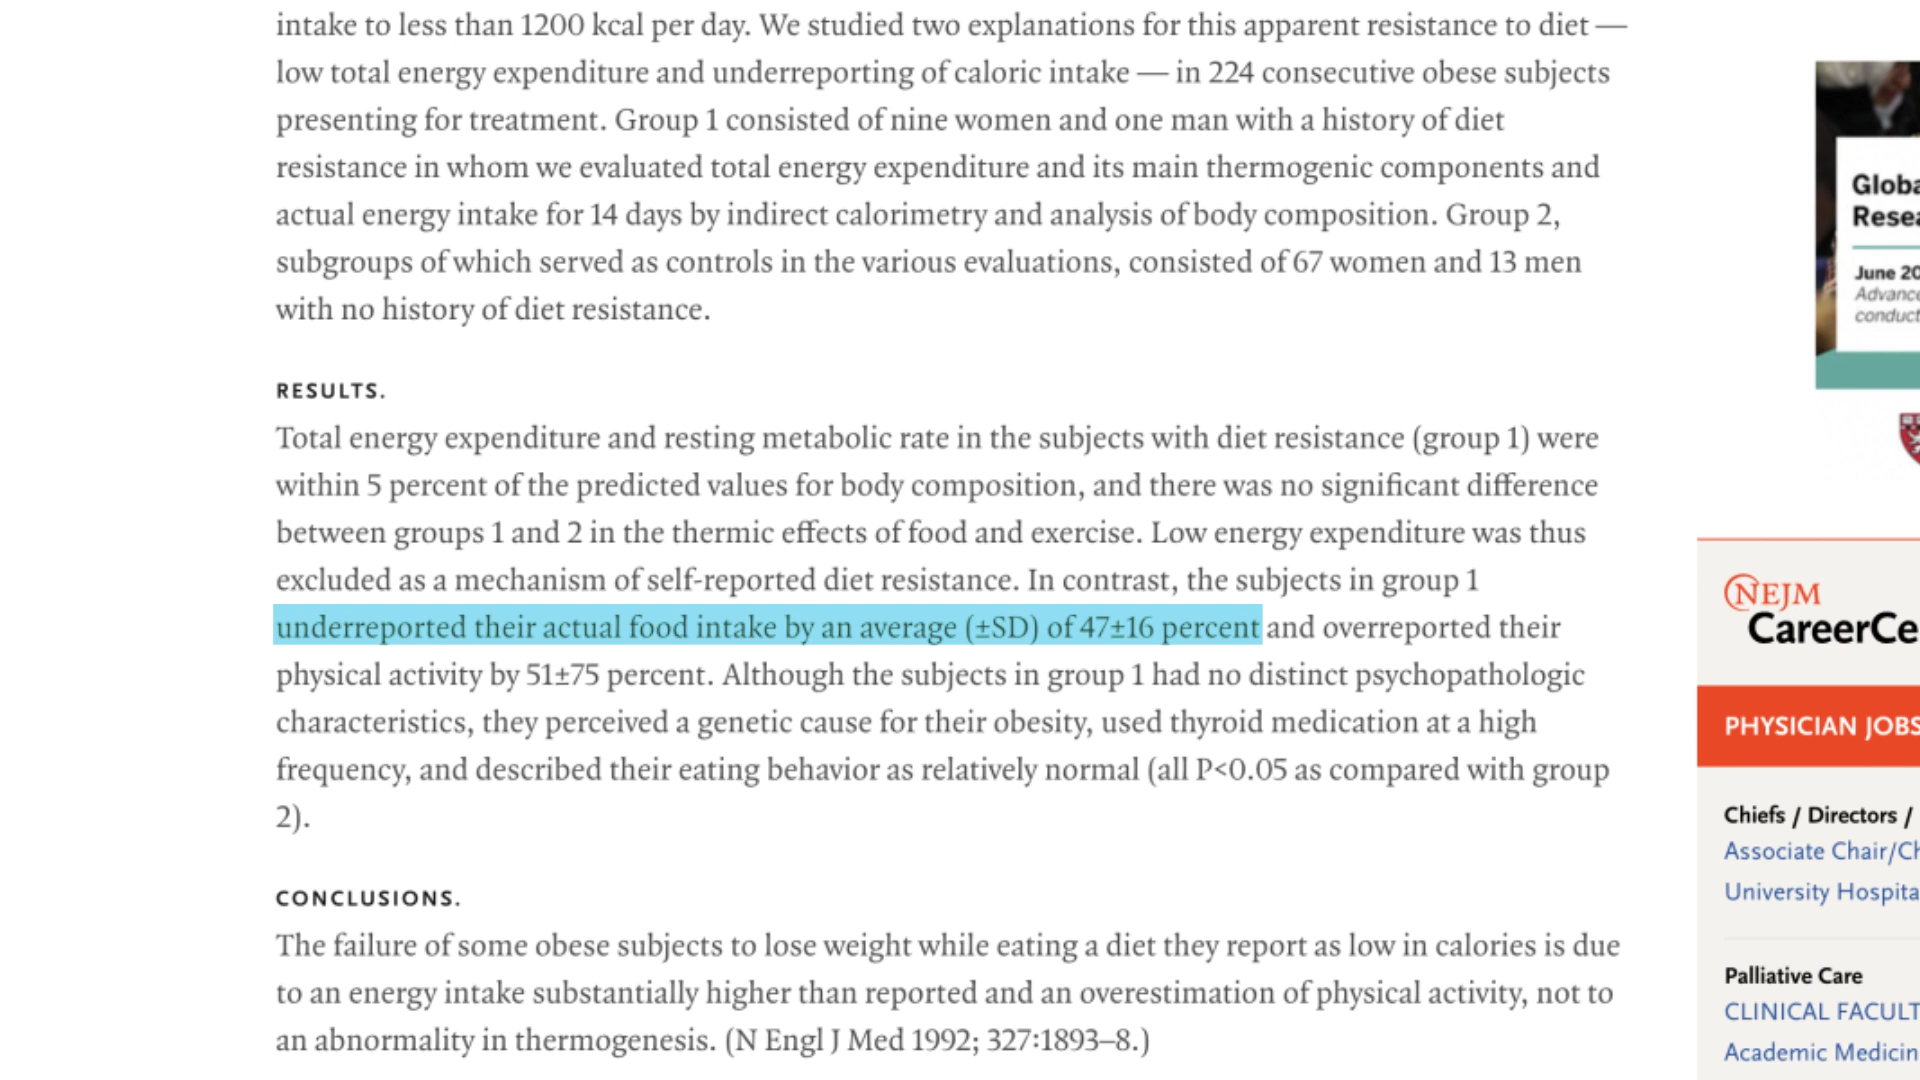 intake to less than 1200 kcal per day. We studied two explanations for this apparent resistance to diet —
low total energy expenditure and underreporting of caloric intake — in 224 consecutive obese subjects
presenting for treatment. Group 1 consisted of nine women and one man with a history of diet
resistance in whom we evaluated total energy expenditure and its main thermogenic components and
actual energy intake for 14 days by indirect calorimetry and analysis of body composition. Group 2,
subgroups of which served as controls in the various evaluations, consisted of 67 women and 13 men
with no history of diet resistance.
RESULTS.
Total energy expenditure and resting metabolic rate in the subjects with diet resistance (group 1) were
within 5 percent of the predicted values for body composition, and there was no significant difference
between groups 1 and 2 in the thermic effects of food and exercise. Low energy expenditure was thus
excluded as a mechanism of self-reported diet resistance. In contrast, the subjects in group 1
underreported their actual food intake by an average (±SD) of 47±16 percent and overreported their
physical activity by 51±75 percent. Although the subjects in group 1 had no distinct psychopathologic
characteristics, they perceived a genetic cause for their obesity, used thyroid medication at a high
frequency, and described their eating behavior as relatively normal (all P<0.05 as compared with group
2).
CONCLUSIONS.
The failure of some obese subjects to lose weight while eating a diet they report as low in calories is due
to an energy intake substantially higher than reported and an overestimation of physical activity, not to
an abnormality in thermogenesis. (N Engl J Med 1992; 327:1893–8.)
Globa
Resea
June 20
Advance
conduct
NEJM
CareerCe
PHYSICIAN JOBS
Chiefs / Directors /
Associate Chair/Ch
University Hospita
Palliative Care
CLINICAL FACULT
Academic Medicin